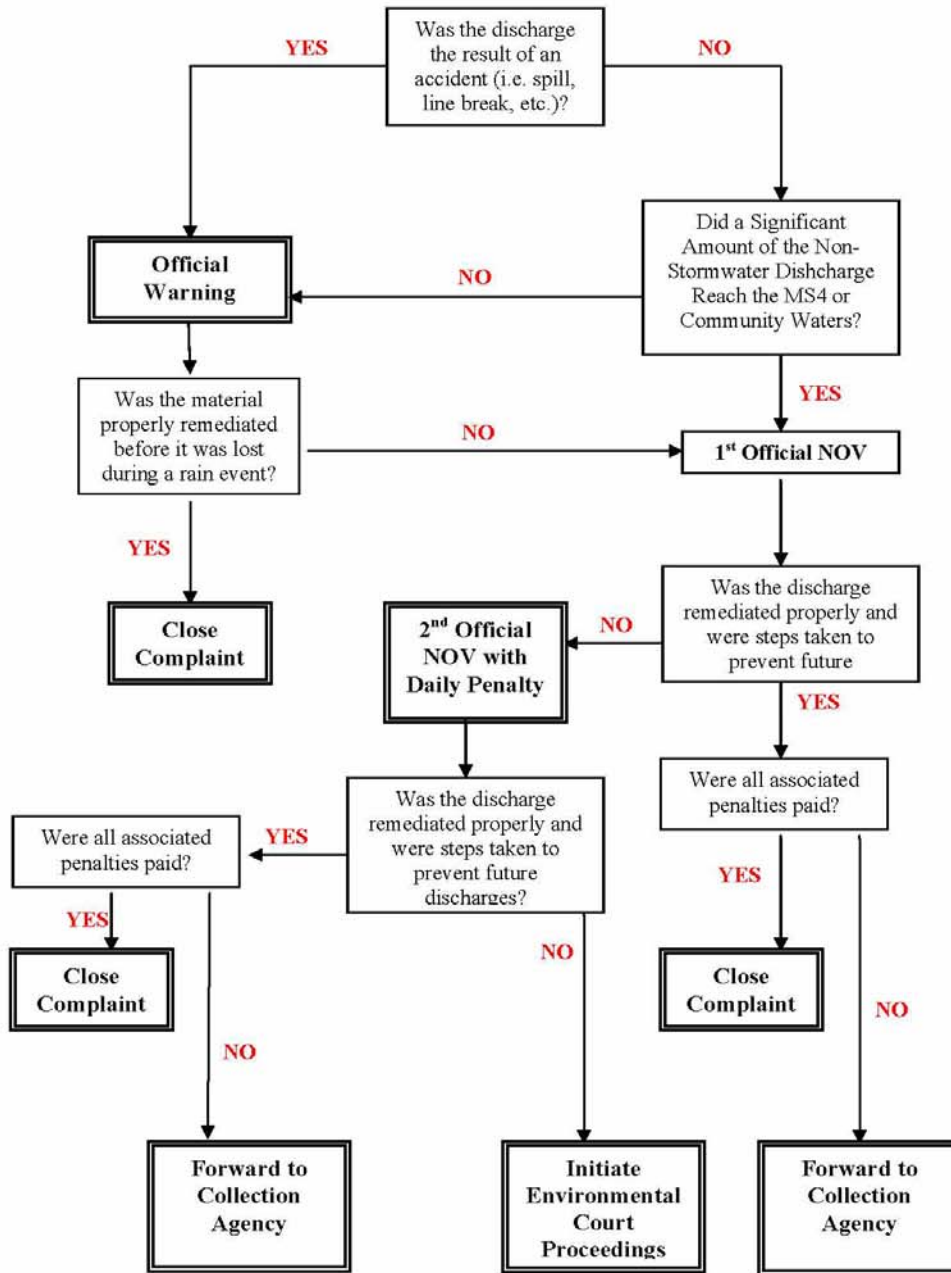 Was the discharge
the result of an
accident (i.e. spill,
line break, etc.)?
YES
NO
Did a Significant
Amount of the Non-
Stormwater Dishcharge
Reach the MS4 or
Community Waters?
Official
Warning
NO
YES
Was the material
properly remediated
before it was lost
during a rain event?
NO
1st Official NOV
YES
Close
Complaint
Was the discharge
remediated properly and
were steps taken to
prevent future
NO
2nd Official
NOV with
Daily Penalty
YES
Were all associated
penalties paid?
Was the discharge
remediated properly and
were steps taken to
prevent future
discharges?
YES
Were all associated
penalties paid?
YES
YES
NO
Close
Complaint
Close
Complaint
NO
NO
Forward to
Collection
Agency
Initiate
Environmental
Court
Proceedings
Forward to
Collection
Agency